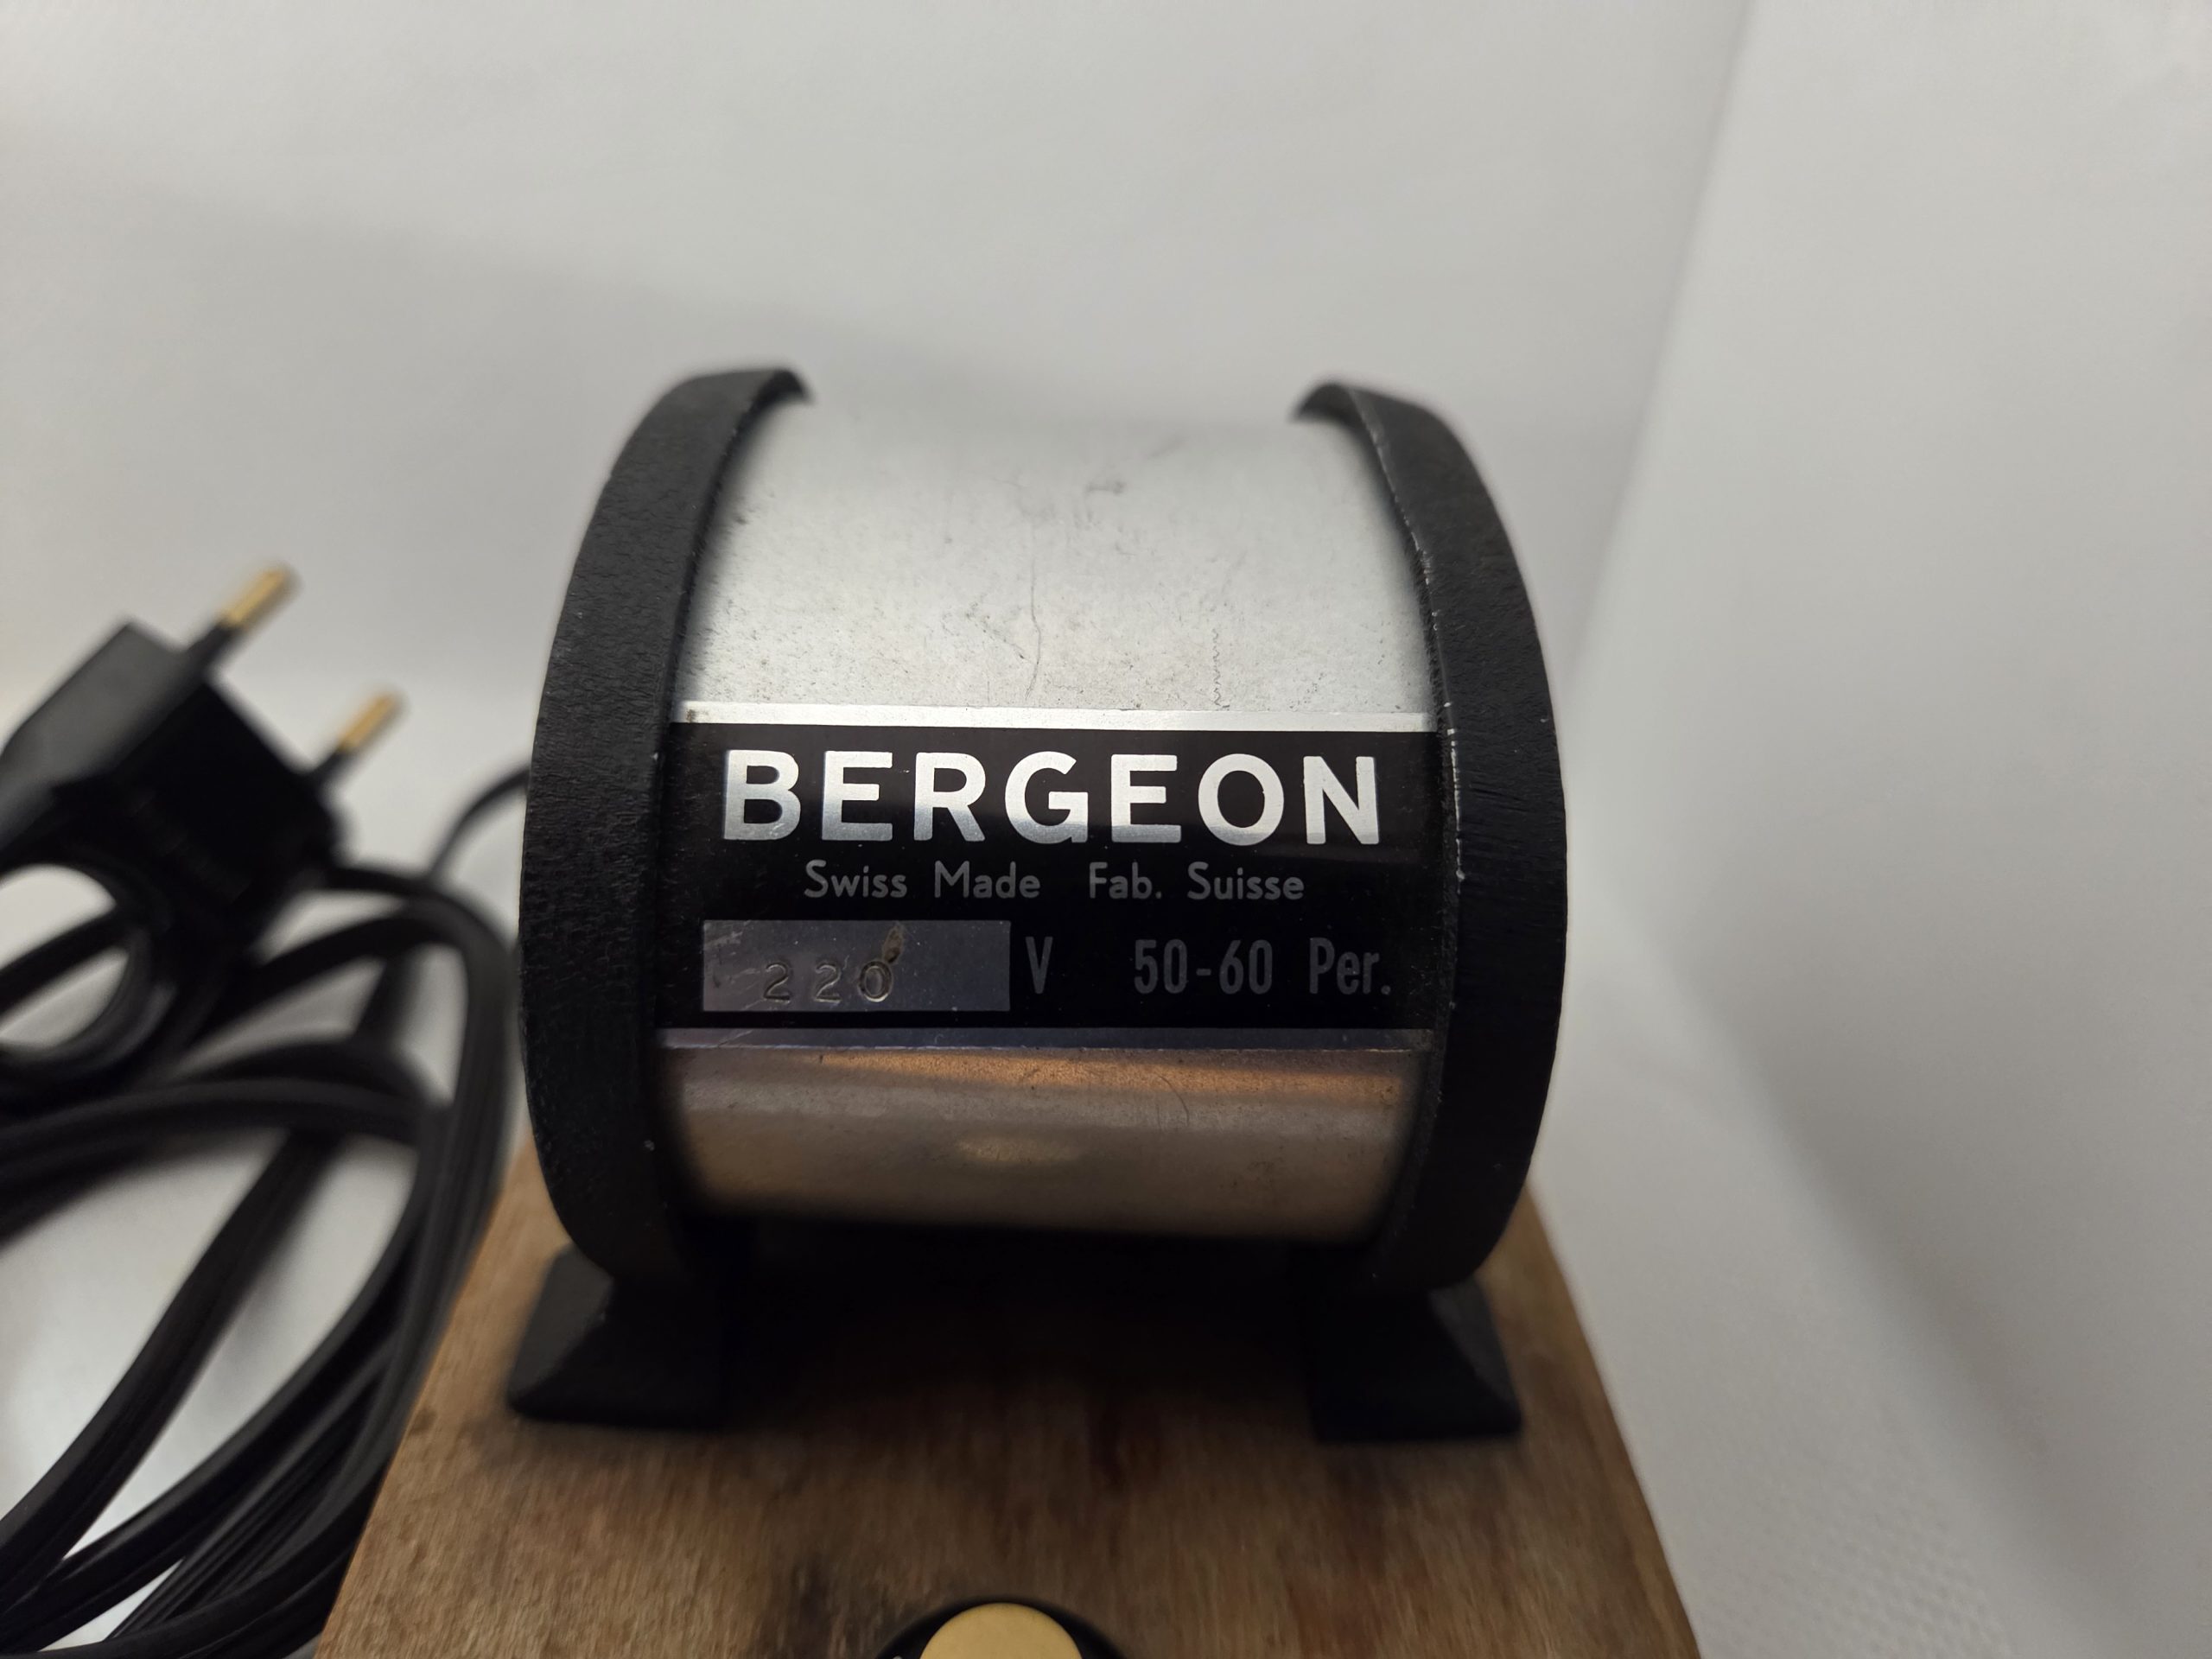 BERGEON
Swiss Made Fab. Suisse
220 V 50-60 Per.